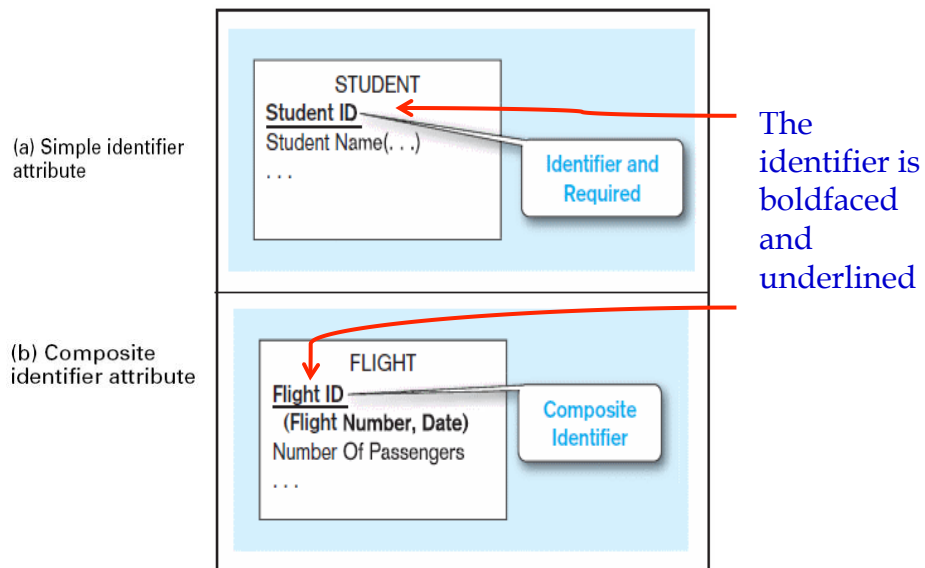 (a) Simple identifier
attribute
STUDENT
Student ID
Student Name(. . .)
. . .
Identifier and
Required
The
identifier is
boldfaced
and
underlined
(b) Composite
identifier attribute
FLIGHT
Flight ID
(Flight Number, Date)
Number Of Passengers
. . .
Composite
Identifier